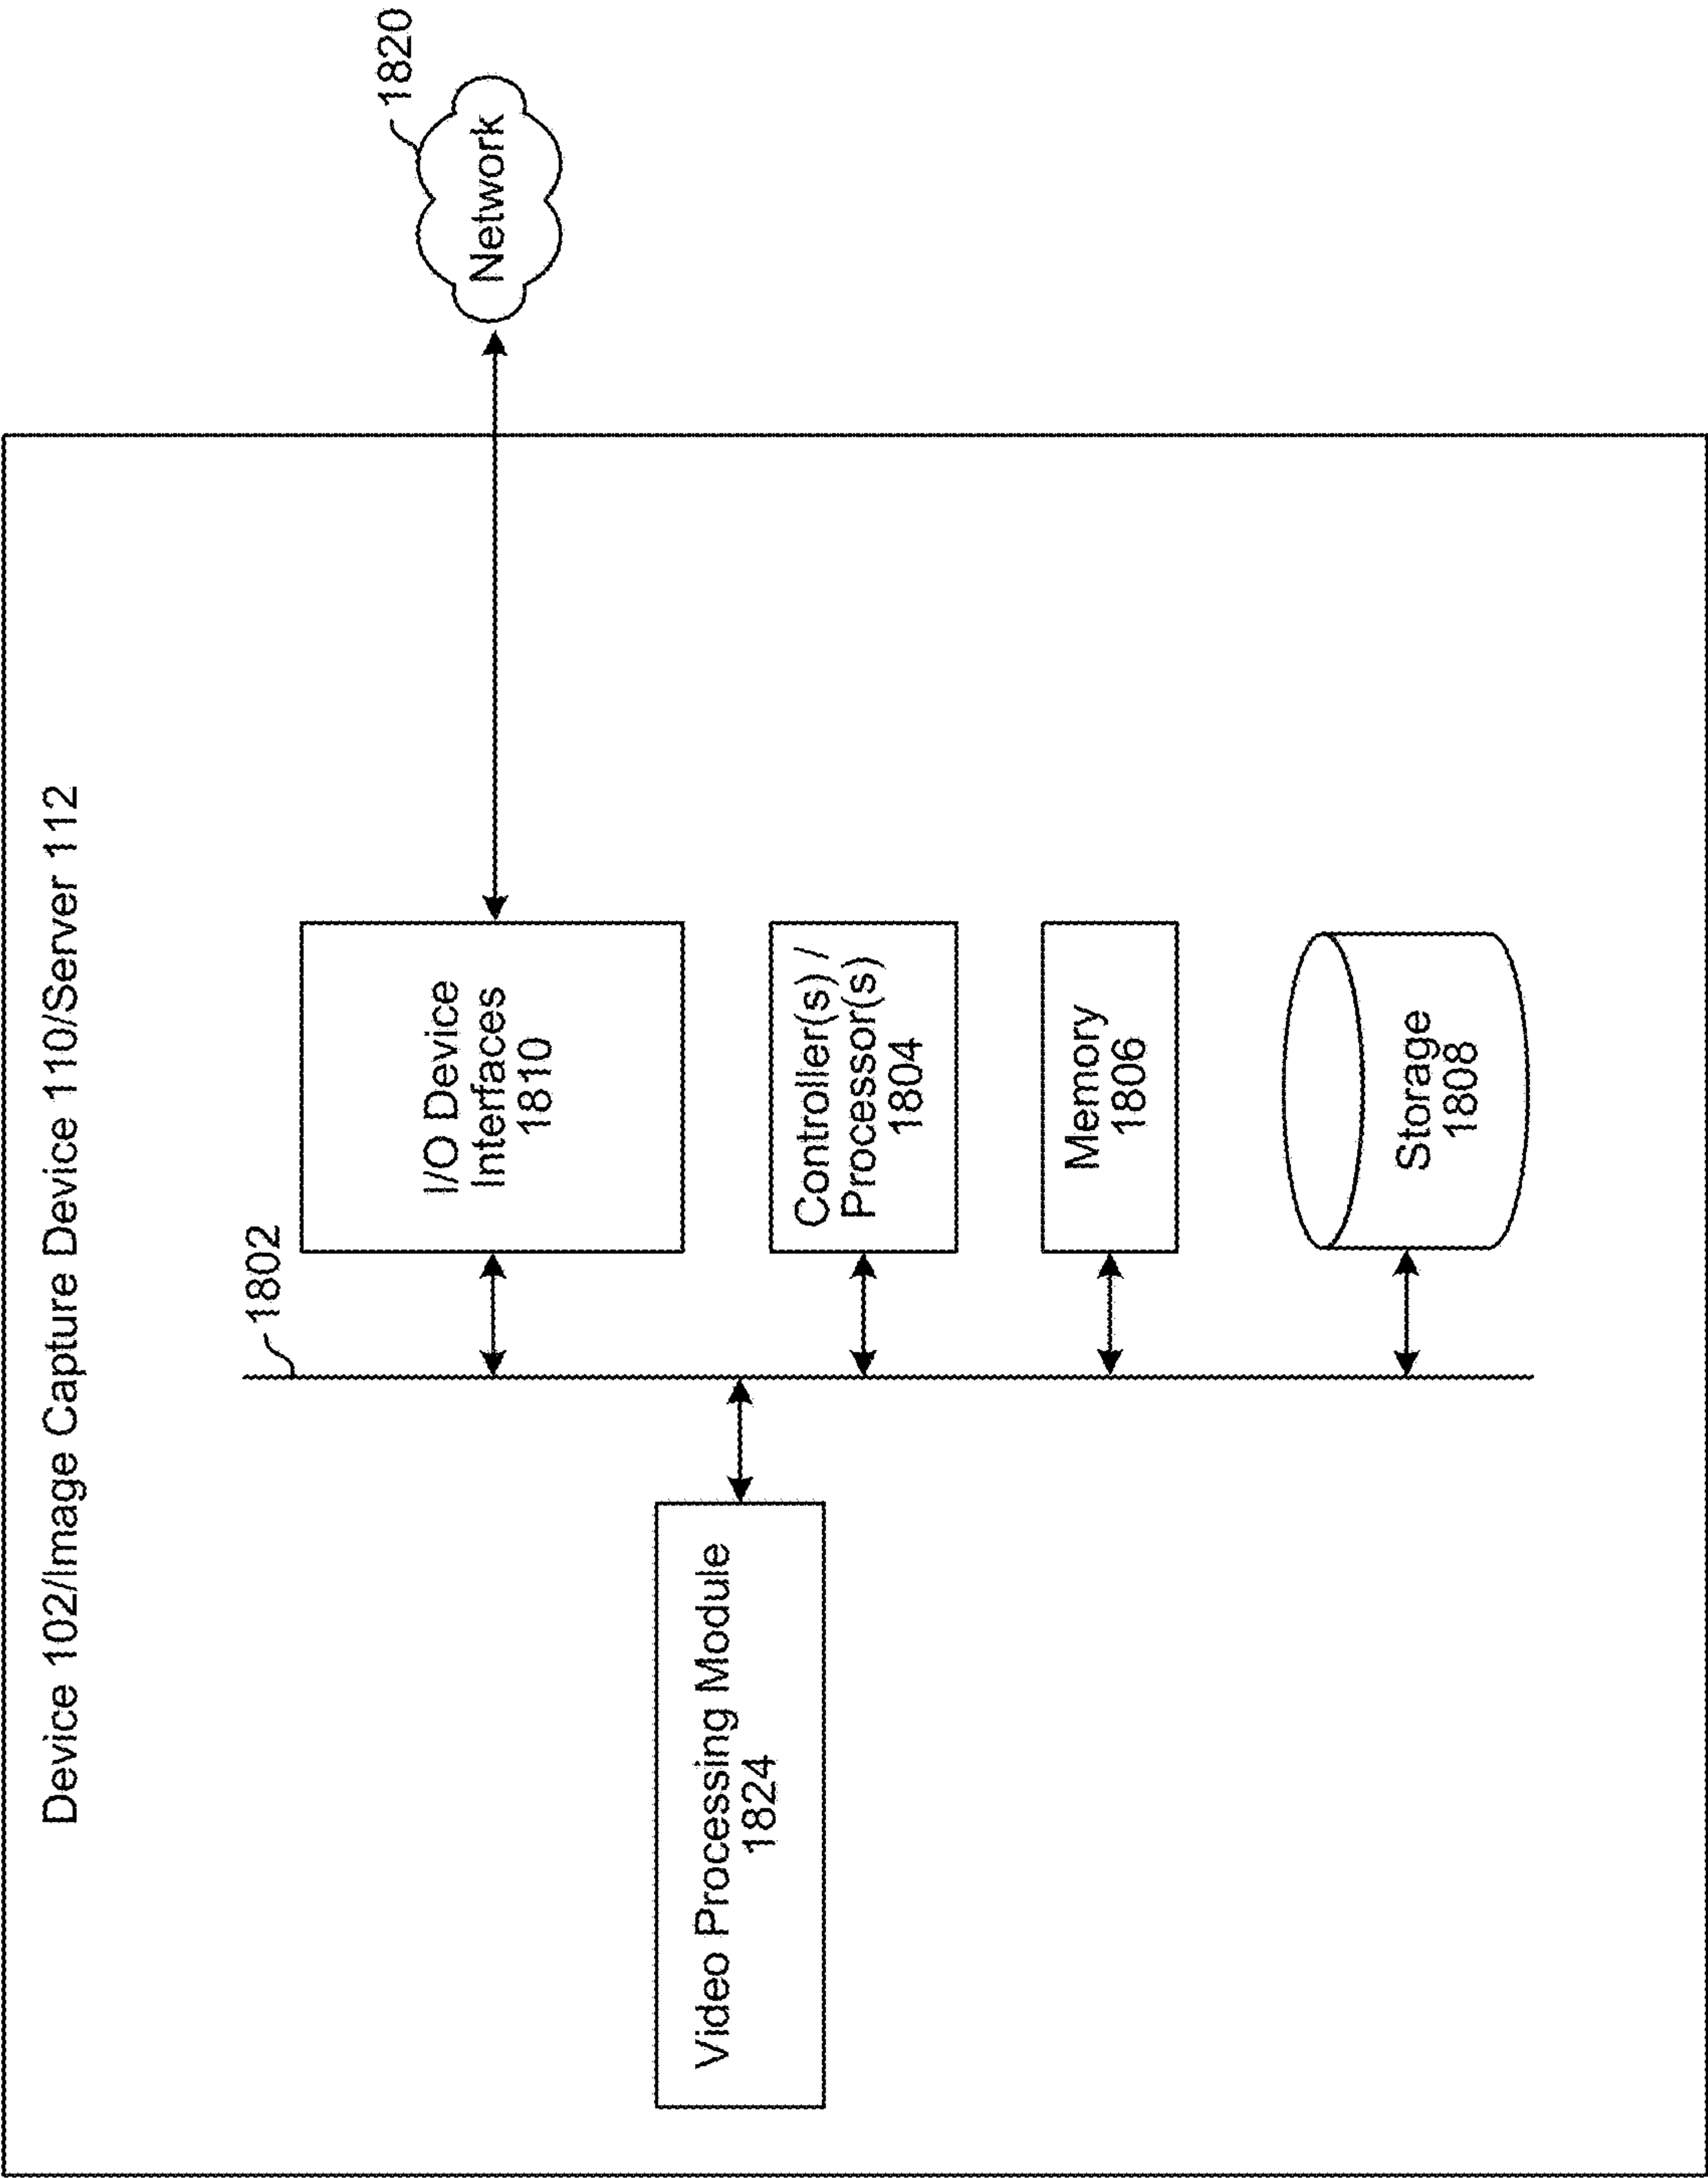 Device 102/Image Capture Device 110/Server 112
1802
1820
Network
I/O Device
Interfaces
1810
Video Processing Module
1824
Controller(s) /
Processor(s)
1804
Memory
1806
Storage
1808